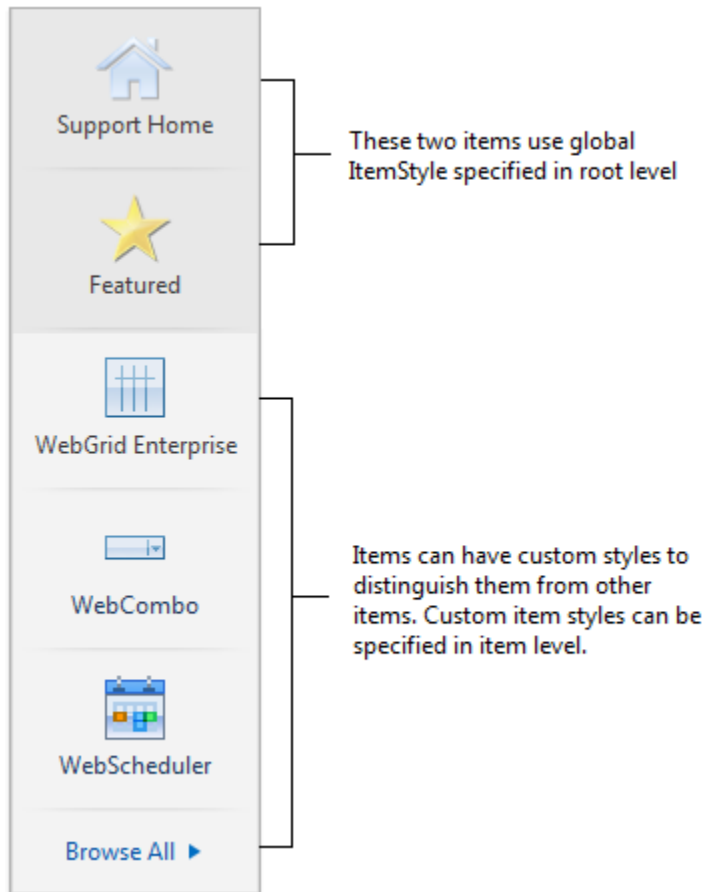 Support Home
These two items use global
ItemStyle specified in root level
Featured
WebGrid Enterprise
WebCombo
Items can have custom styles to
distinguish them from other
items. Custom item styles can be
specified in item level.
WebScheduler
Browse All